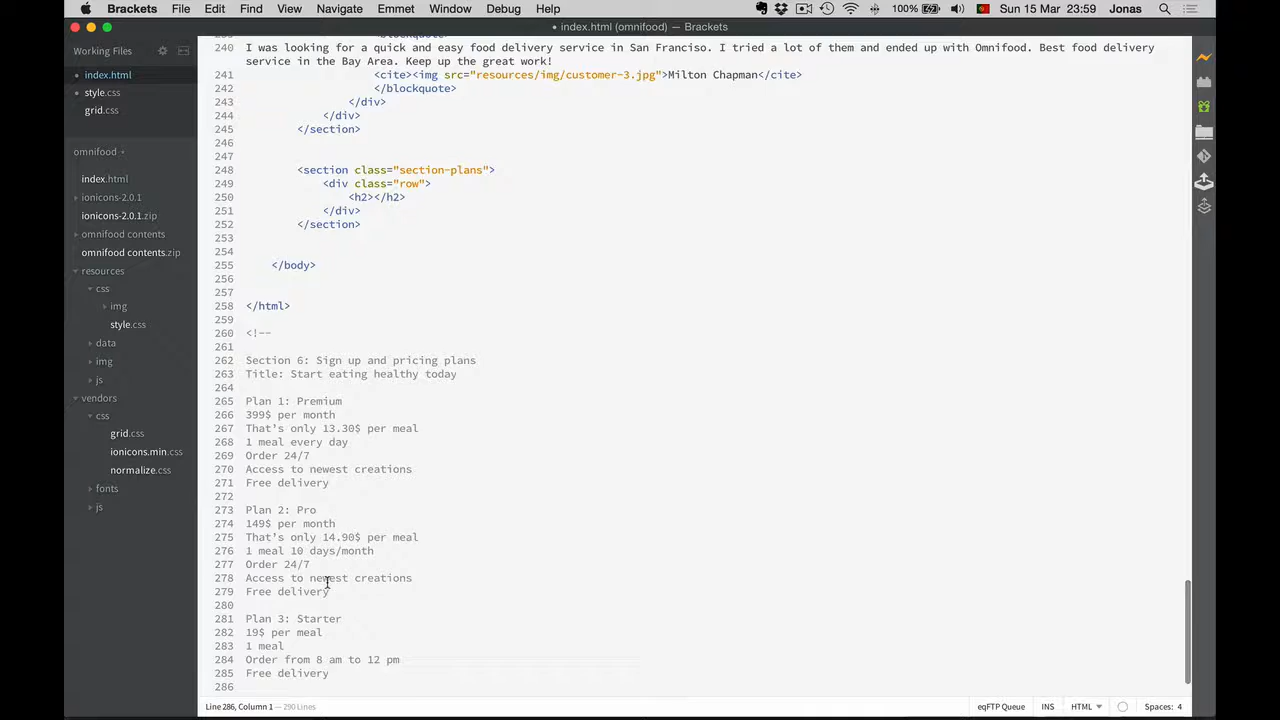 Brackets File Edit Find View Navigate Emmet Window Debug Help 100% Sun 15 Mar 23:59 Jonas
• index.html (omnifood) — Brackets
Working Files
index.html
style.css
grid.css
omnifood
index.html
ionicons-2.0.1
ionicons-2.0.1.zip
omnifood contents
omnifood contents.zip
resources
css
img
style.css
data
img
js
vendors
css
grid.css
ionicons.min.css
normalize.css
fonts
js
239 <blockquote>
240 I was looking for a quick and easy food delivery service in San Franciso. I tried a lot of them and ended up with Omnifood. Best food delivery
service in the Bay Area. Keep up the great work!
241 <cite><img src="resources/img/customer-3.jpg">Milton Chapman</cite>
242 </blockquote>
243 </div>
244 </div>
245 </section>
246
247
248 <section class="section-plans">
249 <div class="row">
250 <h2></h2>
251 </div>
252 </section>
253
254
255 </body>
256
257
258 </html>
259
260 <!--
261
262 Section 6: Sign up and pricing plans
263 Title: Start eating healthy today
264
265 Plan 1: Premium
266 399$ per month
267 That's only 13.30$ per meal
268 1 meal every day
269 Order 24/7
270 Access to newest creations
271 Free delivery
272
273 Plan 2: Pro
274 149$ per month
275 That's only 14.90$ per meal
276 1 meal 10 days/month
277 Order 24/7
278 Access to newest creations
279 Free delivery
280
281 Plan 3: Starter
282 19$ per meal
283 1 meal
284 Order from 8 am to 12 pm
285 Free delivery
286
Line 286, Column 1 — 290 Lines
eqFTP Queue INS HTML Spaces: 4